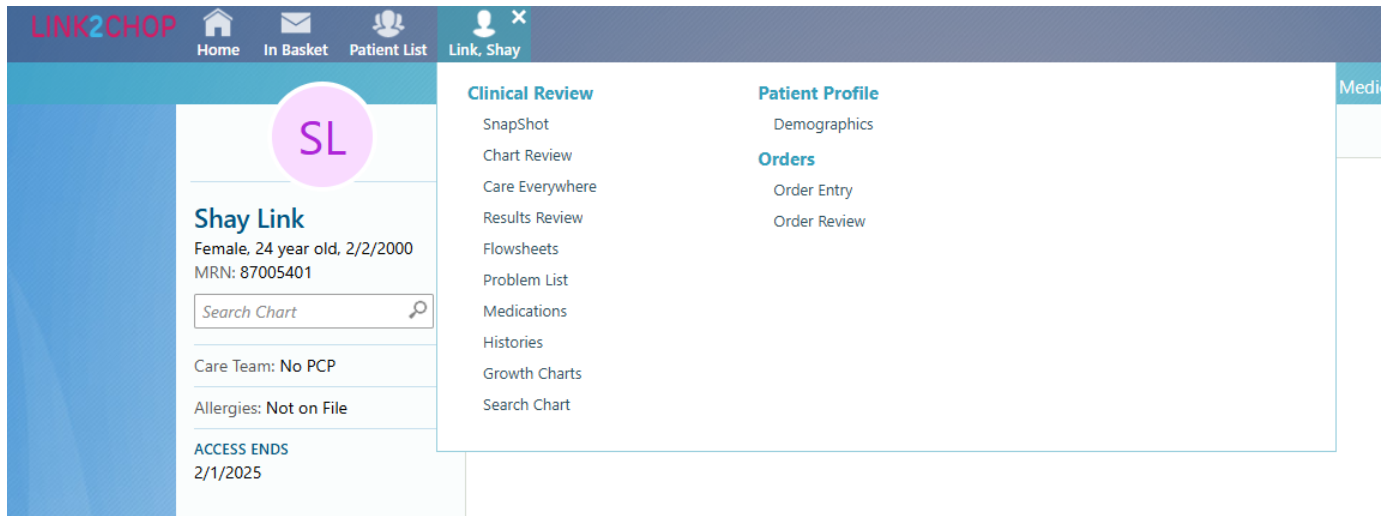 LINK2CHOP
Home In Basket Patient List Link, Shay
Clinical Review
SnapShot
Chart Review
Care Everywhere
Results Review
Flowsheets
Problem List
Medications
Histories
Growth Charts
Search Chart
Patient Profile
Demographics
Orders
Order Entry
Order Review
Medi
SL
Shay Link
Female, 24 year old, 2/2/2000
MRN: 87005401
Search Chart
Care Team: No PCP
Allergies: Not on File
ACCESS ENDS
2/1/2025